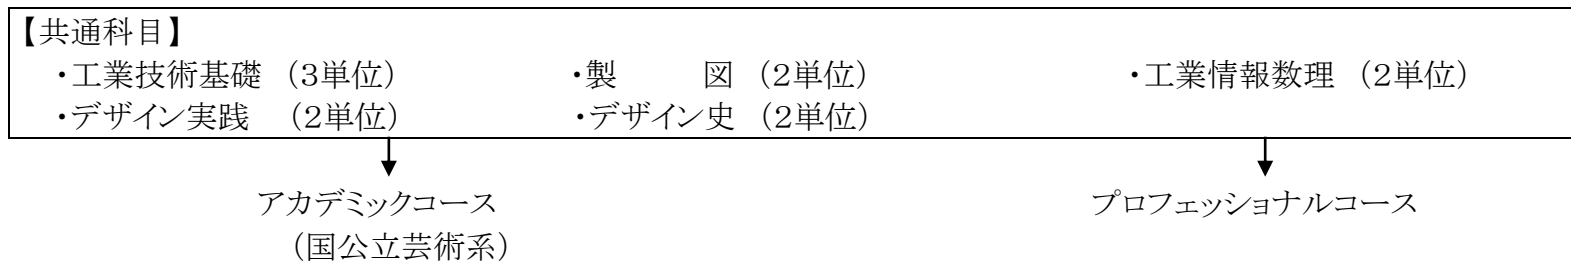 【共通科目】
・工業技術基礎 (3単位) ・製 図 (2単位) ・工業情報数理 (2単位)
・デザイン実践 (2単位) ・デザイン史 (2単位)
アカデミックコース プロフェッショナルコース
(国公立芸術系)